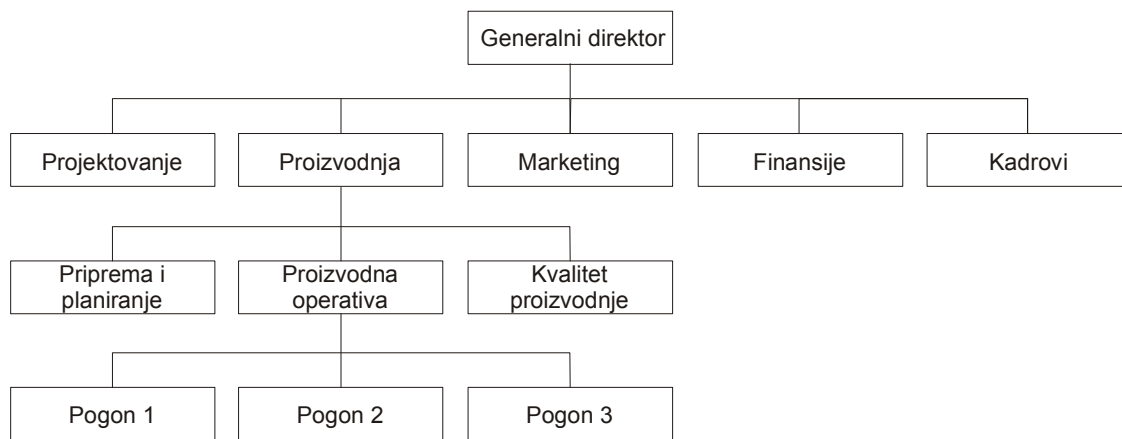 Generalni direktor
Projektovanje
Proizvodnja
Marketing
Finansije
Kadrovi
Priprema i
planiranje
Proizvodna
operativa
Kvalitet
proizvodnje
Pogon 1
Pogon 2
Pogon 3